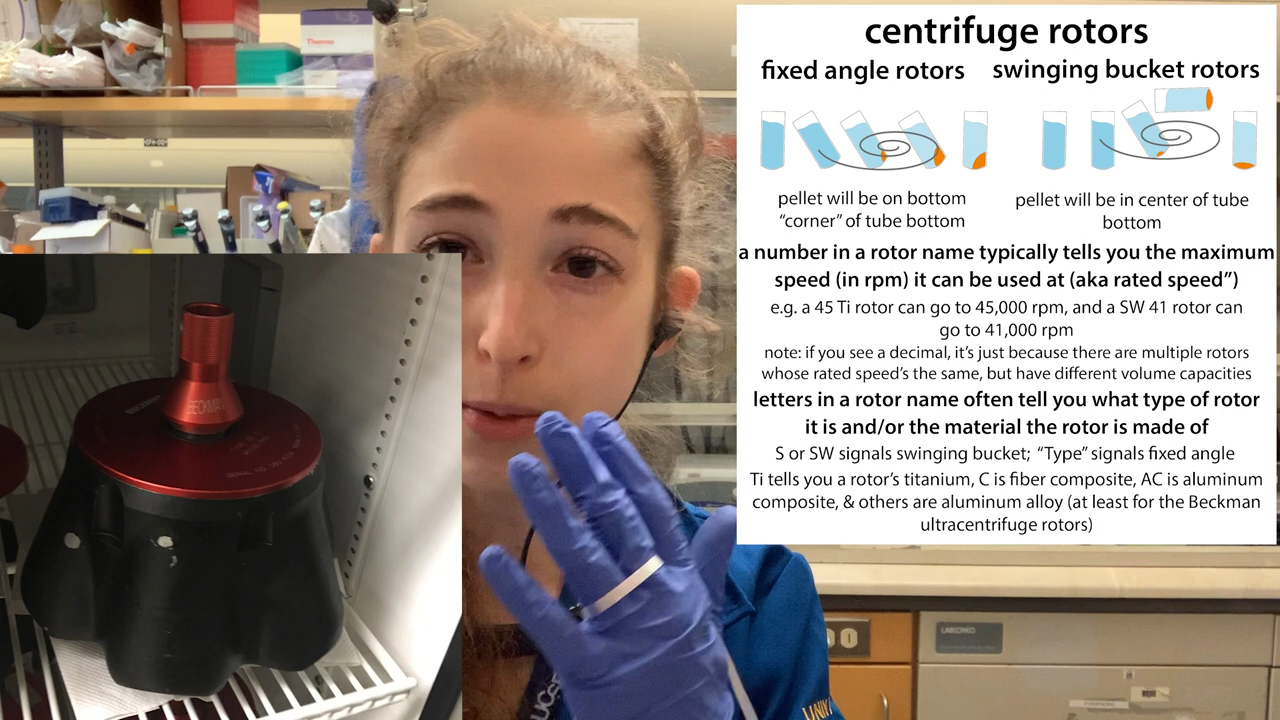 centrifuge rotors
fixed angle rotors
swinging bucket rotors
pellet will be on bottom
“corner” of tube bottom
pellet will be in center of tube
bottom
a number in a rotor name typically tells you the maximum
speed (in rpm) it can be used at (aka rated speed”)
e.g. a 45 Ti rotor can go to 45,000 rpm, and a SW 41 rotor can
go to 41,000 rpm
note: if you see a decimal, it’s just because there are multiple rotors
whose rated speed’s the same, but have different volume capacities
letters in a rotor name often tell you what type of rotor
it is and/or the material the rotor is made of
S or SW signals swinging bucket; “Type” signals fixed angle
Ti tells you a rotor’s titanium, C is fiber composite, AC is aluminum
composite, & others are aluminum alloy (at least for the Beckman
ultracentrifuge rotors)
Thermo
BECKMAN
LABCONCO
UCSF